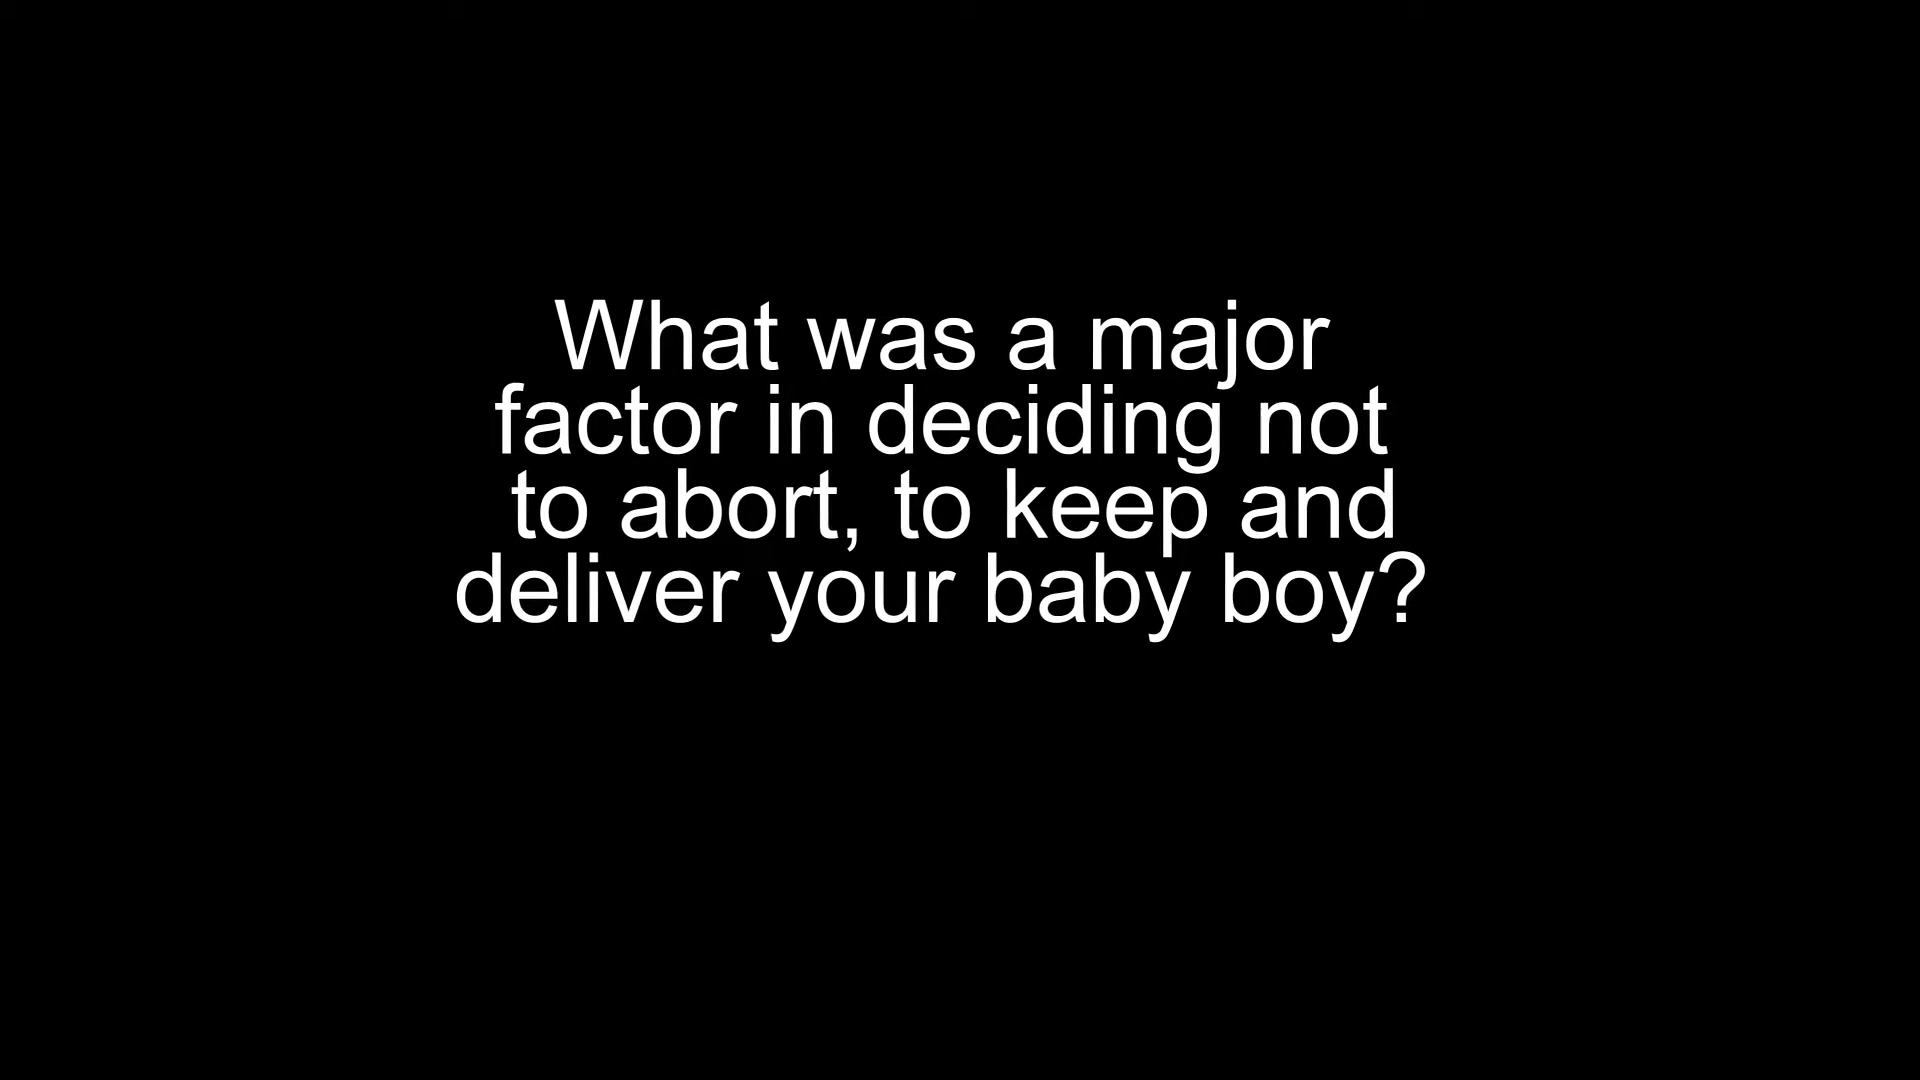 What was a major
factor in deciding not
to abort, to keep and
deliver your baby boy?